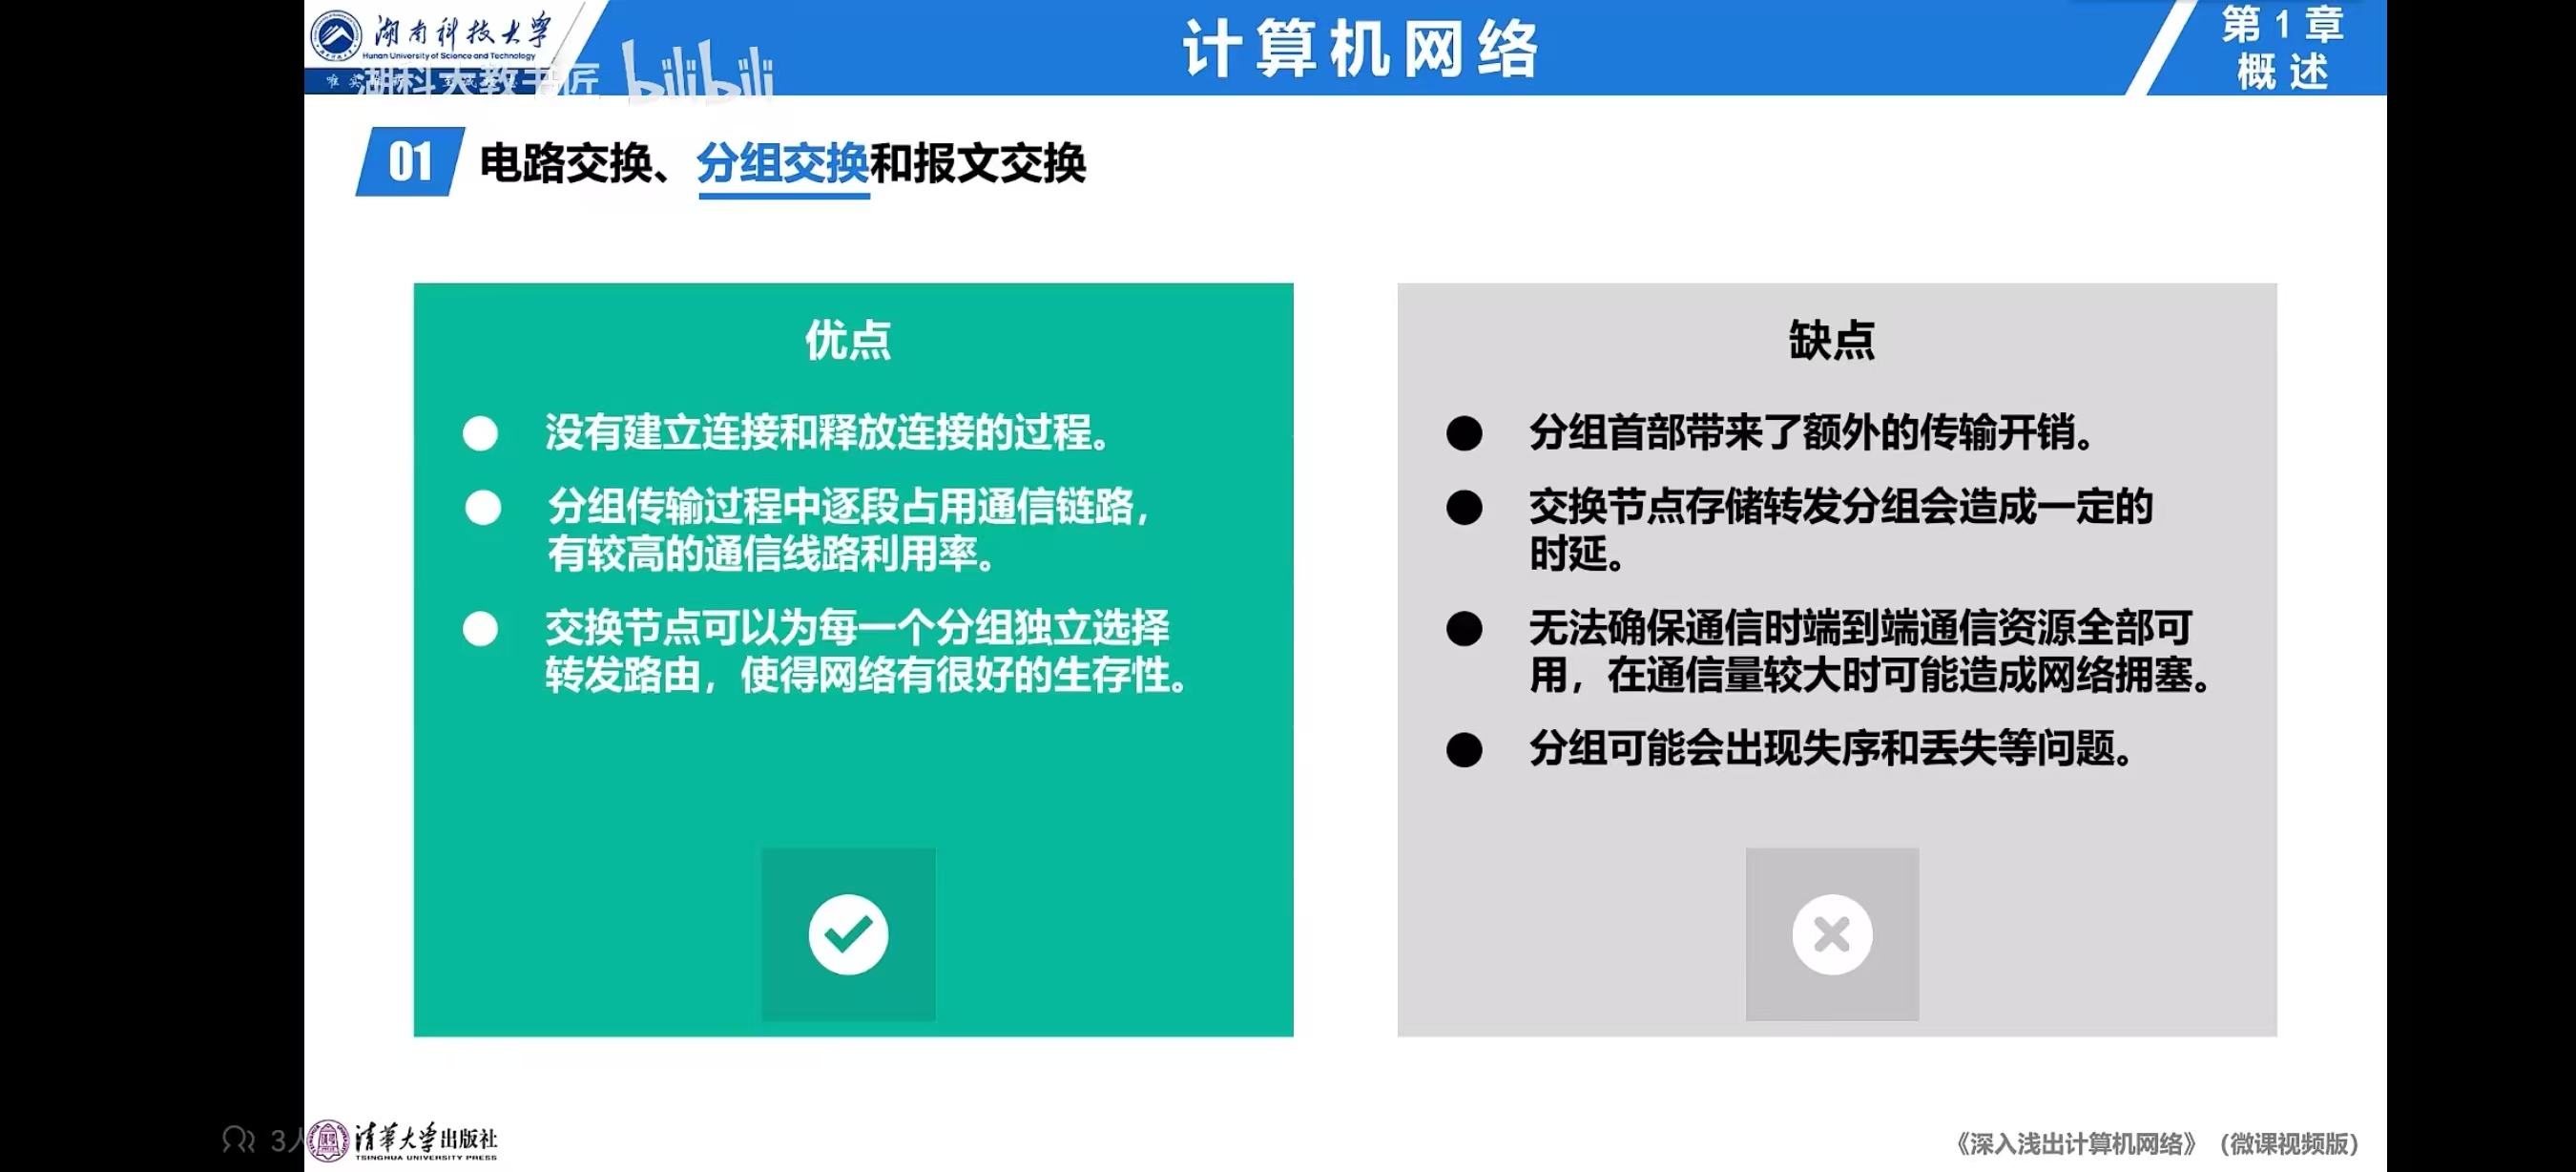 湖南科技大学
Hunan University of Science and Technology
湖科大教书匠 bilibili
计算机网络
第1章
概述
01 电路交换、分组交换和报文交换
优点
没有建立连接和释放连接的过程。
分组传输过程中逐段占用通信链路，
有较高的通信线路利用率。
交换节点可以为每一个分组独立选择
转发路由，使得网络有很好的生存性。
缺点
分组首部带来了额外的传输开销。
交换节点存储转发分组会造成一定的
时延。
无法确保通信时端到端通信资源全部可
用，在通信量较大时可能造成网络拥塞。
分组可能会出现失序和丢失等问题。
3人
清华大学出版社
TSINGHUA UNIVERSITY PRESS
《深入浅出计算机网络》（微课视频版）